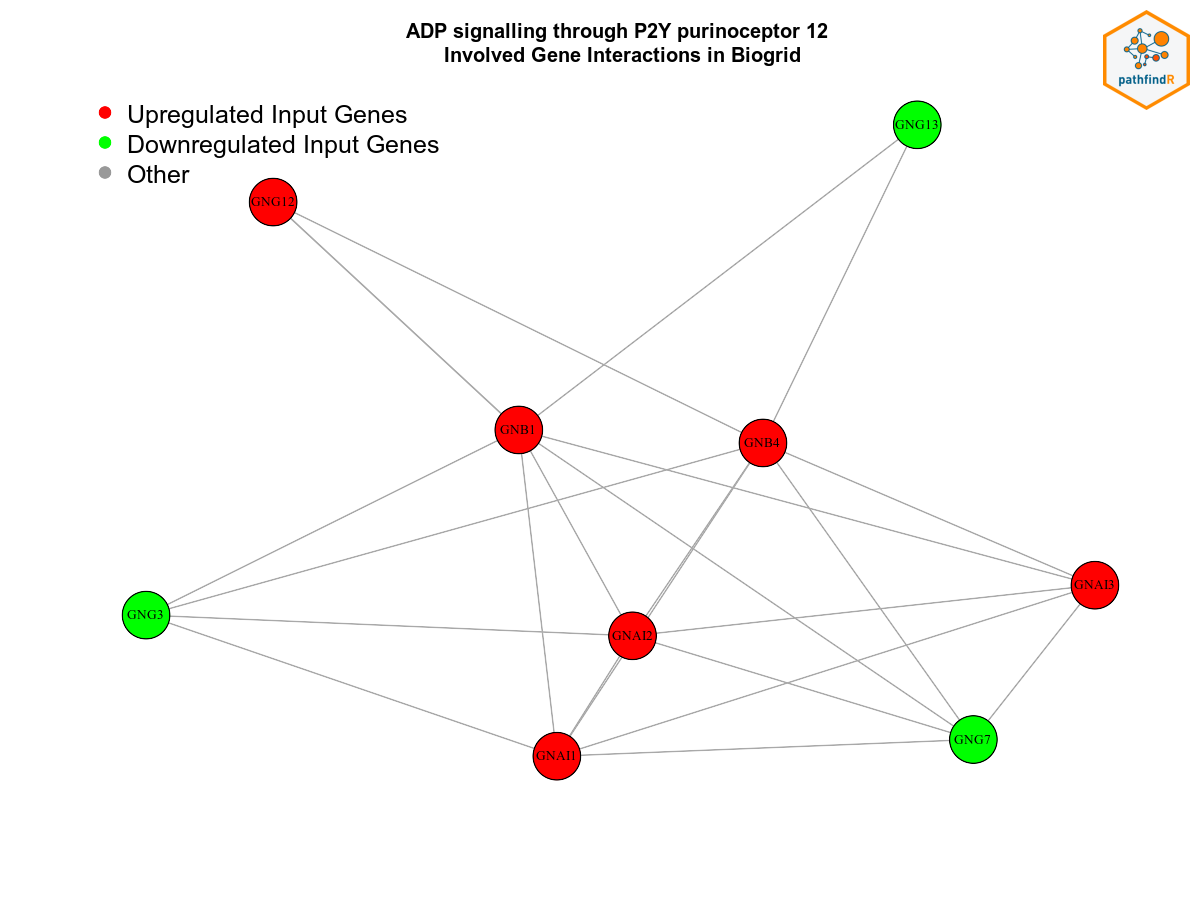 ADP signalling through P2Y purinoceptor 12
Involved Gene Interactions in Biogrid
pathfindR
Upregulated Input Genes
Downregulated Input Genes
Other
GNG13
GNG12
GNB1
GNB4
GNAI3
GNG3
GNAI2
GNG7
GNAI1